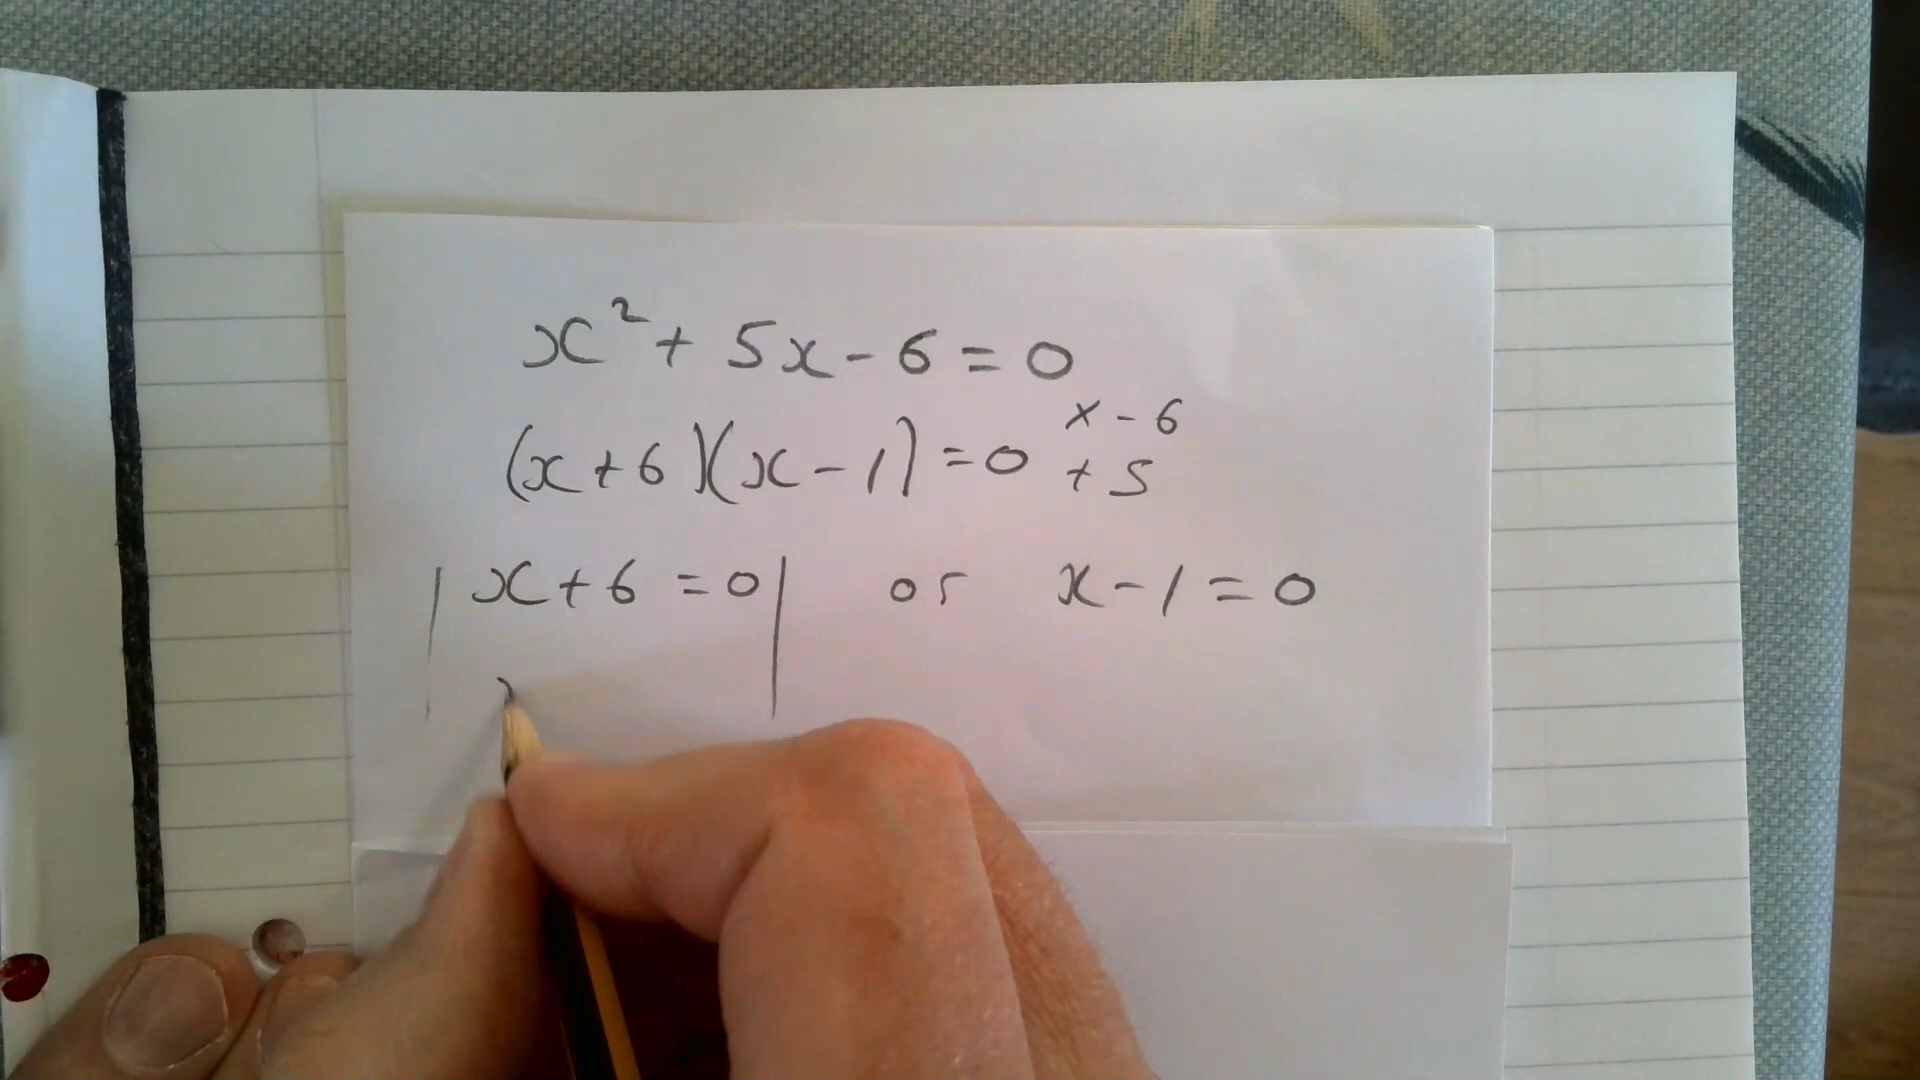 x² + 5x - 6 = 0
x - 6
(x + 6)(x - 1) = 0
+ 5
| x + 6 = 0 | or x - 1 = 0